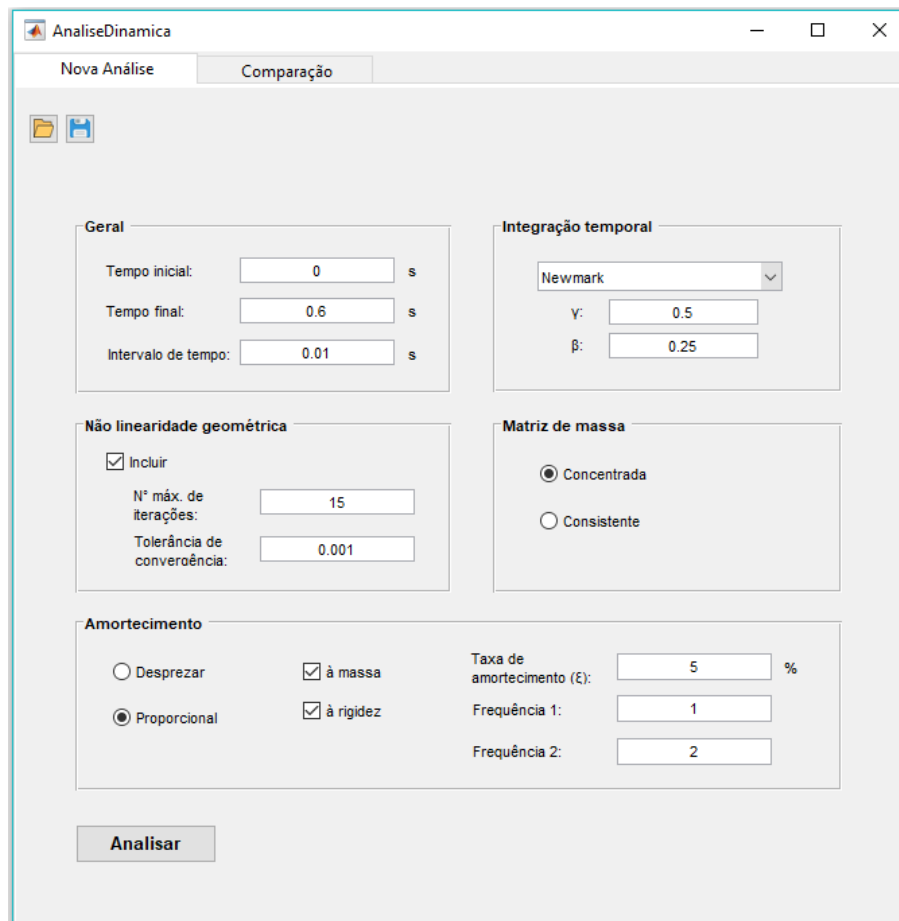 AnaliseDinamica
Nova Análise
Comparação
Geral
Tempo inicial: 0 s
Tempo final: 0.6 s
Intervalo de tempo: 0.01 s
Integração temporal
Newmark
γ: 0.5
β: 0.25
Não linearidade geométrica
Incluir
N° máx. de
iterações: 15
Tolerância de
convergência: 0.001
Matriz de massa
Concentrada
Consistente
Amortecimento
Desprezar
Proporcional
à massa
à rigidez
Taxa de
amortecimento (ξ): 5 %
Frequência 1: 1
Frequência 2: 2
Analisar